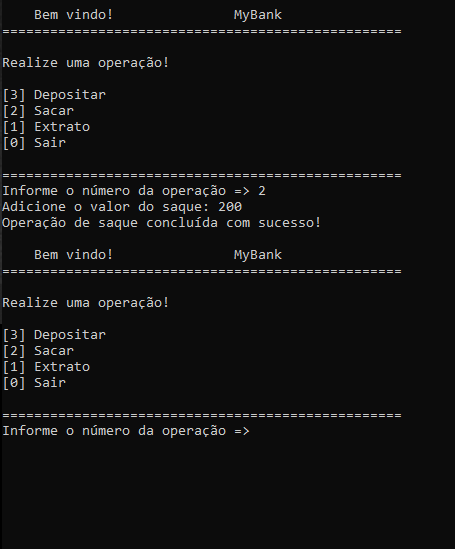 Bem vindo! MyBank
==================================================
Realize uma operação!
[3] Depositar
[2] Sacar
[1] Extrato
[0] Sair
==================================================
Informe o número da operação => 2
Adicione o valor do saque: 200
Operação de saque concluída com sucesso!
Bem vindo! MyBank
==================================================
Realize uma operação!
[3] Depositar
[2] Sacar
[1] Extrato
[0] Sair
==================================================
Informe o número da operação =>